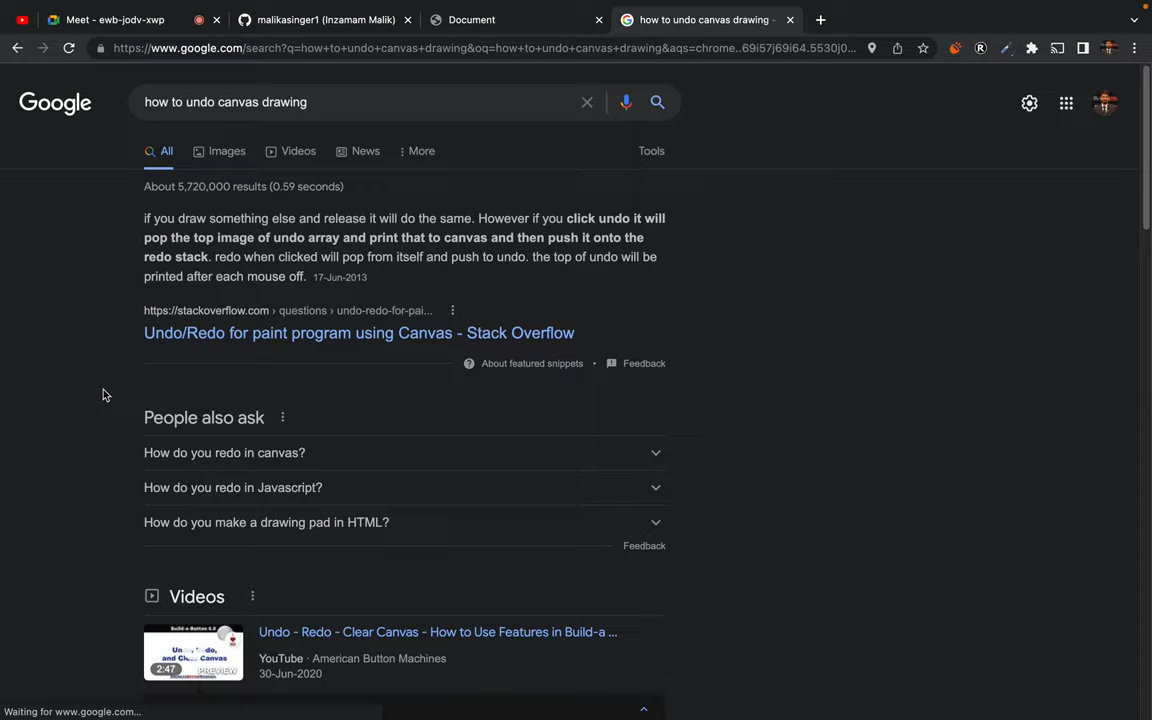 Meet - ewb-jodv-xwp
malikasinger1 (Inzamam Malik)
Document
how to undo canvas drawing -
https://www.google.com/search?q=how+to+undo+canvas+drawing&oq=how+to+undo+canvas+drawing&aqs=chrome..69i57j69i64.5530j0...
Google
how to undo canvas drawing
All
Images
Videos
News
More
Tools
About 5,720,000 results (0.59 seconds)
if you draw something else and release it will do the same. However if you click undo it will
pop the top image of undo array and print that to canvas and then push it onto the
redo stack. redo when clicked will pop from itself and push to undo. the top of undo will be
printed after each mouse off. 17-Jun-2013
https://stackoverflow.com › questions › undo-redo-for-pai...
Undo/Redo for paint program using Canvas - Stack Overflow
About featured snippets • Feedback
People also ask
How do you redo in canvas?
How do you redo in Javascript?
How do you make a drawing pad in HTML?
Feedback
Videos
Build-a-Button 6.0
Undo, Redo,
and Clear Canvas
2:47
PREVIEW
Undo - Redo - Clear Canvas - How to Use Features in Build-a ...
YouTube · American Button Machines
30-Jun-2020
Waiting for www.google.com...